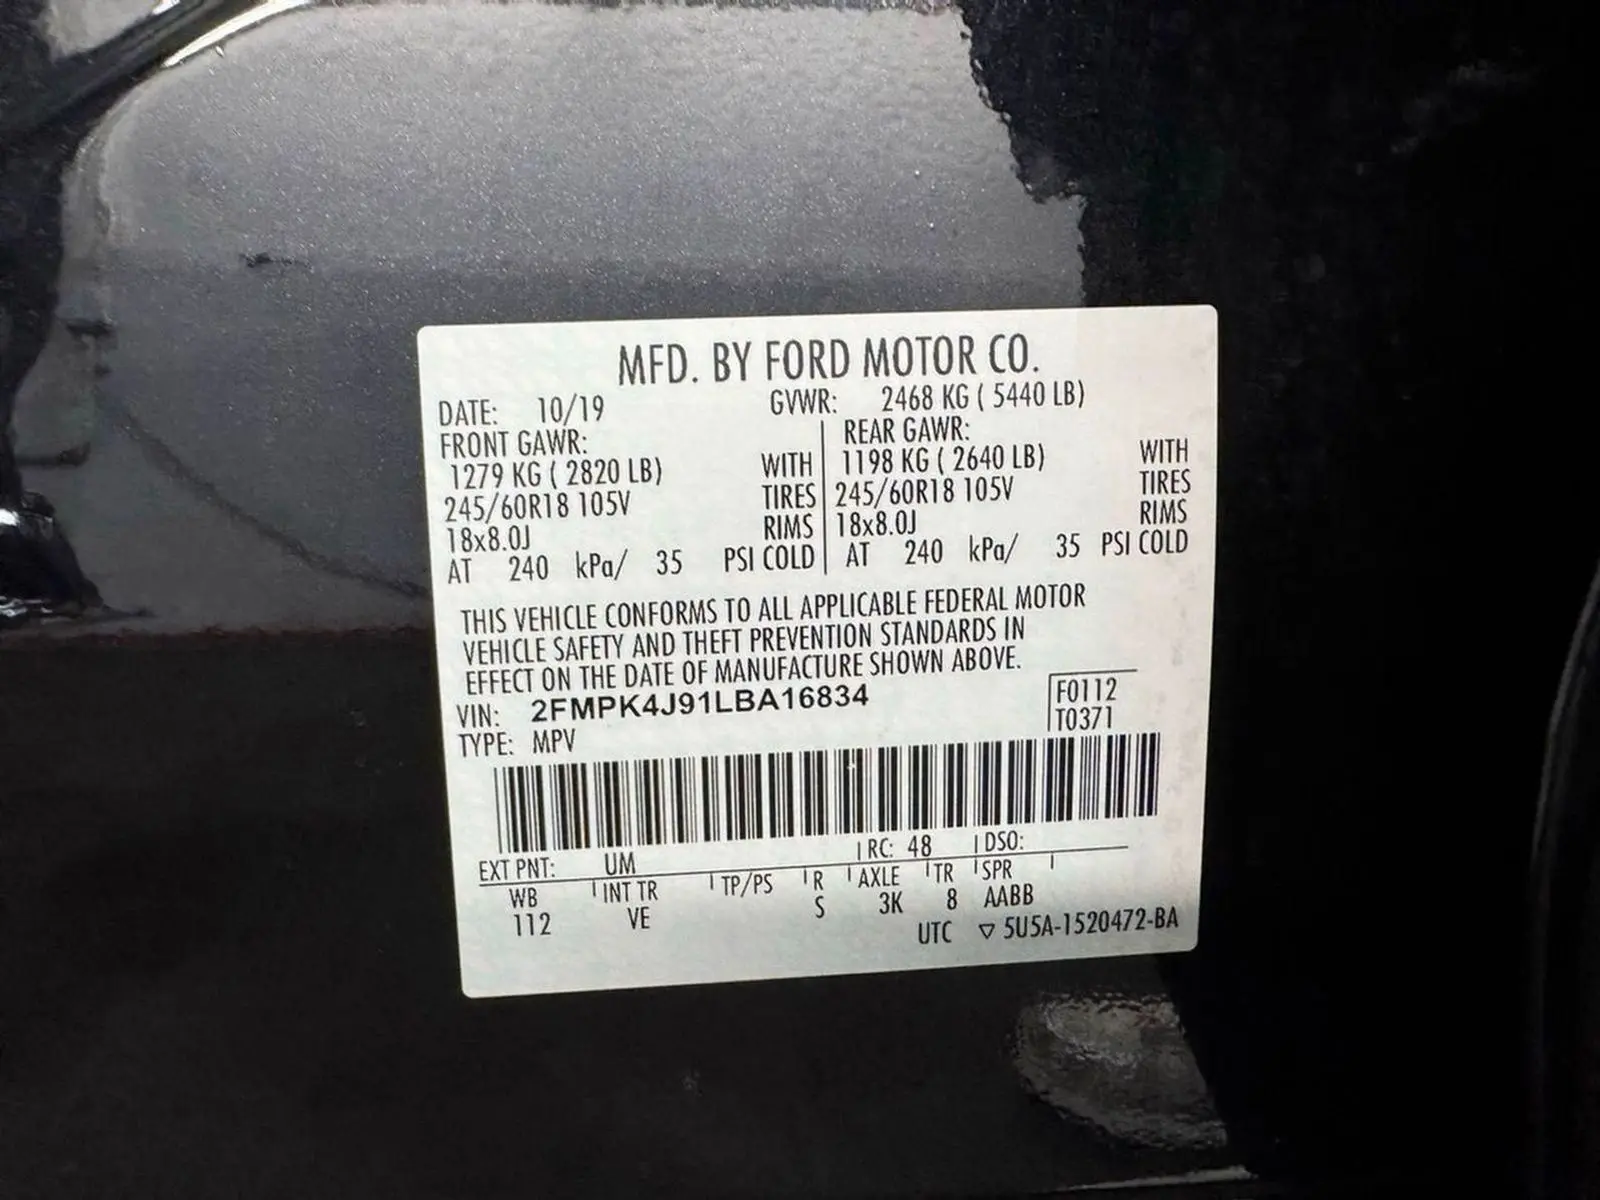 MFD. BY FORD MOTOR CO.
DATE: 10/19 GVWR: 2468 KG ( 5440 LB)
FRONT GAWR: REAR GAWR:
1279 KG ( 2820 LB) WITH 1198 KG ( 2640 LB) WITH
245/60R18 105V TIRES 245/60R18 105V TIRES
18x8.0J RIMS 18x8.0J RIMS
AT 240 kPa/ 35 PSI COLD AT 240 kPa/ 35 PSI COLD
THIS VEHICLE CONFORMS TO ALL APPLICABLE FEDERAL MOTOR
VEHICLE SAFETY AND THEFT PREVENTION STANDARDS IN
EFFECT ON THE DATE OF MANUFACTURE SHOWN ABOVE.
VIN: 2FMPK4J91LBA16834 F0112
TYPE: MPV T0371
EXT PNT: UM RC: 48 DSO:
WB INT TR TP/PS R AXLE TR SPR
112 VE S 3K 8 AABB
UTC ▽ 5U5A-1520472-BA